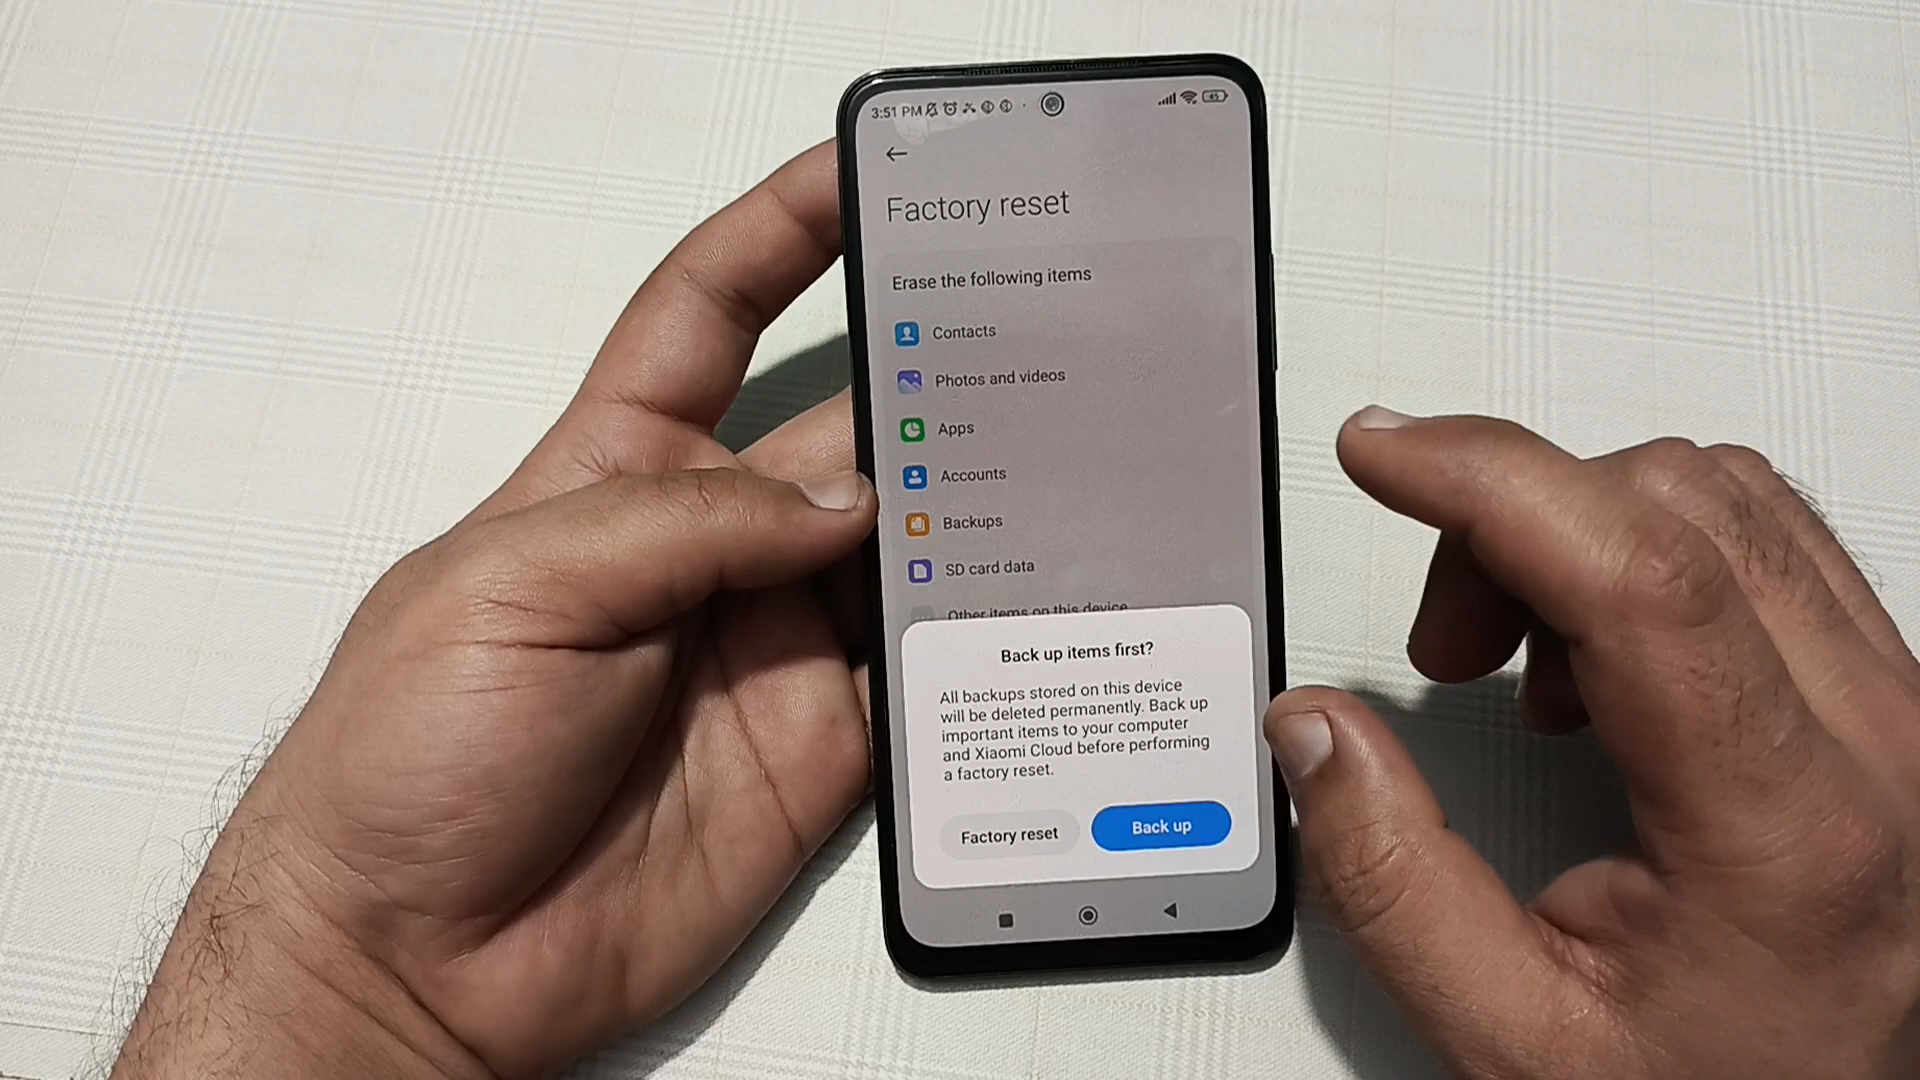 3:51 PM
45
Factory reset
Erase the following items
Contacts
Photos and videos
Apps
Accounts
Backups
SD card data
Other items on this device
Back up items first?
All backups stored on this device
will be deleted permanently. Back up
important items to your computer
and Xiaomi Cloud before performing
a factory reset.
Factory reset
Back up